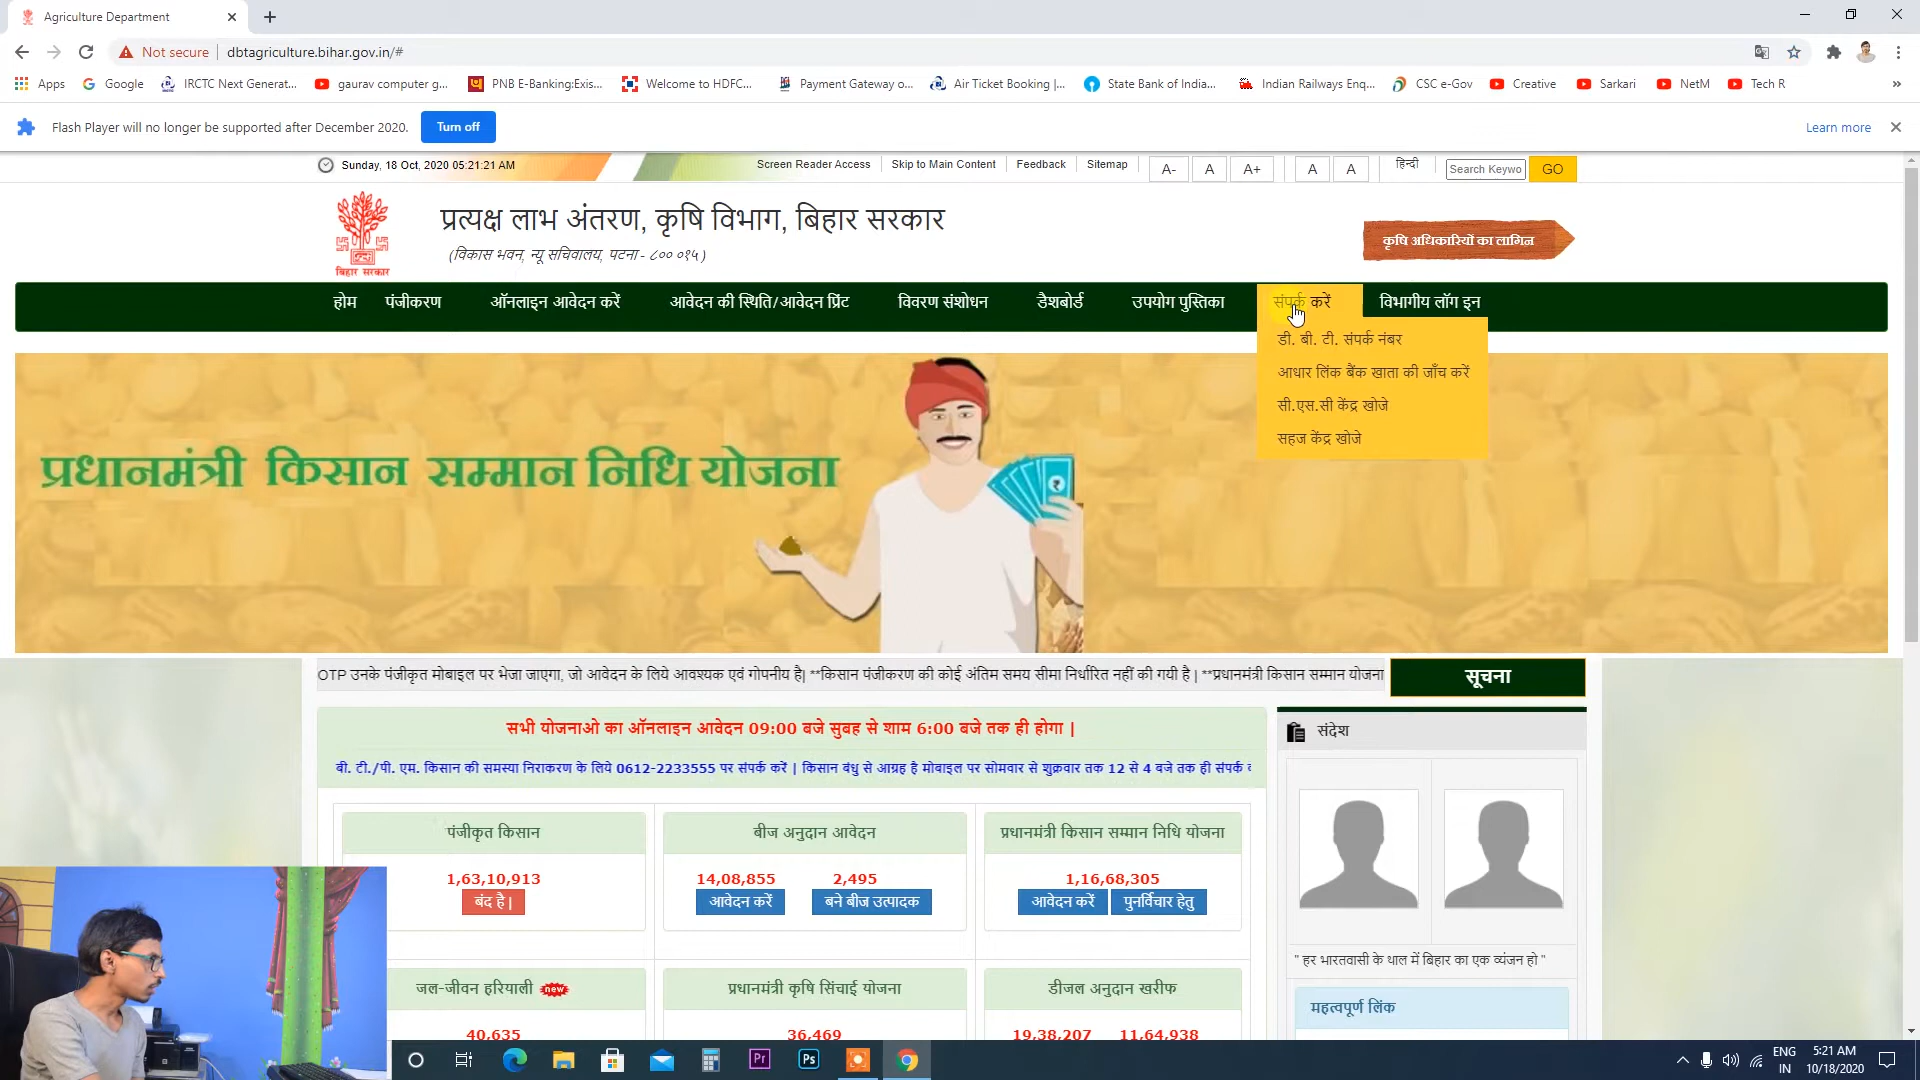 Agriculture Department
Not secure
dbtagriculture.bihar.gov.in/#
Apps
Google
IRCTC Next Generat...
gaurav computer g...
PNB E-Banking:Exis...
Welcome to HDFC...
Payment Gateway o...
Air Ticket Booking |...
State Bank of India...
Indian Railways Enq...
CSC e-Gov
Creative
Sarkari
NetM
Tech R
Flash Player will no longer be supported after December 2020.
Turn off
Learn more
Sunday, 18 Oct, 2020 05:21:21 AM
Screen Reader Access
Skip to Main Content
Feedback
Sitemap
A-
A
A+
A
A
हिन्दी
Search Keywo
GO
प्रत्यक्ष लाभ अंतरण, कृषि विभाग, बिहार सरकार
(विकास भवन, न्यू सचिवालय, पटना - ८०० ०१५ )
बिहार सरकार
कृषि अधिकारियों का लागिन
होम
पंजीकरण
ऑनलाइन आवेदन करें
आवेदन की स्थिति/आवेदन प्रिंट
विवरण संशोधन
डैशबोर्ड
उपयोग पुस्तिका
संपर्क करें
विभागीय लॉग इन
डी. बी. टी. संपर्क नंबर
आधार लिंक बैंक खाता की जाँच करें
सी.एस.सी केंद्र खोजे
सहज केंद्र खोजे
प्रधानमंत्री किसान सम्मान निधि योजना
OTP उनके पंजीकृत मोबाइल पर भेजा जाएगा, जो आवेदन के लिये आवश्यक एवं गोपनीय है| **किसान पंजीकरण की कोई अंतिम समय सीमा निर्धारित नहीं की गयी है | **प्रधानमंत्री किसान सम्मान योजना
सूचना
सभी योजनाओ का ऑनलाइन आवेदन 09:00 बजे सुबह से शाम 6:00 बजे तक ही होगा |
बी. टी./पी. एम. किसान की समस्या निराकरण के लिये 0612-2233555 पर संपर्क करें | किसान बंधु से आग्रह है मोबाइल पर सोमवार से शुक्रवार तक 12 से 4 बजे तक ही संपर्क
संदेश
पंजीकृत किसान
1,63,10,913
बंद है |
बीज अनुदान आवेदन
14,08,855
2,495
आवेदन करें
बने बीज उत्पादक
प्रधानमंत्री किसान सम्मान निधि योजना
1,16,68,305
आवेदन करें
पुनर्विचार हेतु
" हर भारतवासी के थाल में बिहार का एक व्यंजन हो "
जल-जीवन हरियाली new
40,635
प्रधानमंत्री कृषि सिंचाई योजना
36,469
डीजल अनुदान खरीफ
19,38,207
11,64,938
महत्वपूर्ण लिंक
Pr
Ps
ENG
IN
5:21 AM
10/18/2020